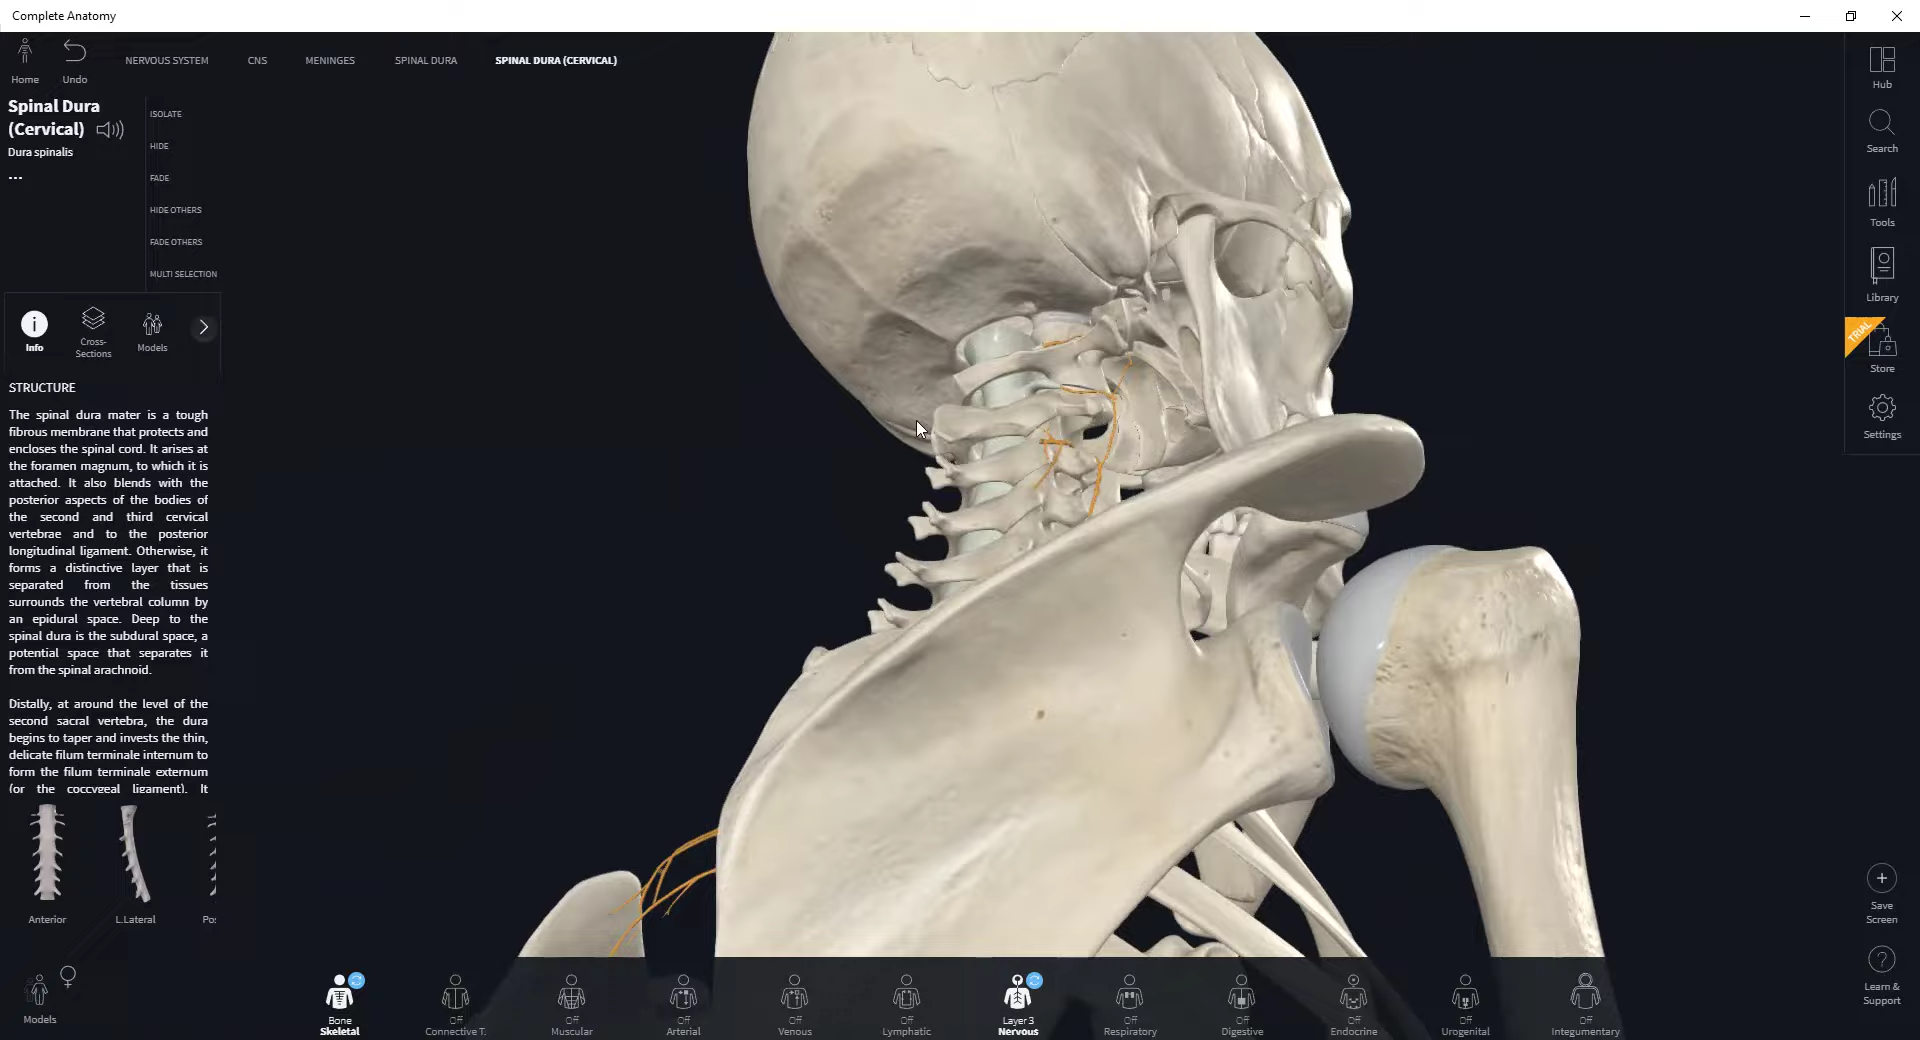 Complete Anatomy
Home
Undo
NERVOUS SYSTEM
CNS
MENINGES
SPINAL DURA
SPINAL DURA (CERVICAL)
Spinal Dura
(Cervical)
Dura spinalis
...
ISOLATE
HIDE
FADE
HIDE OTHERS
FADE OTHERS
MULTI SELECTION
Info
Cross-
Sections
Models
STRUCTURE
The spinal dura mater is a tough
fibrous membrane that protects and
encloses the spinal cord. It arises at
the foramen magnum, to which it is
attached. It also blends with the
posterior aspects of the bodies of
the second and third cervical
vertebrae and to the posterior
longitudinal ligament. Otherwise, it
forms a distinctive layer that is
separated from the tissues
surrounds the vertebral column by
an epidural space. Deep to the
spinal dura is the subdural space, a
potential space that separates it
from the spinal arachnoid.
Distally, at around the level of the
second sacral vertebra, the dura
begins to taper and invests the thin,
delicate filum terminale internum to
form the filum terminale externum
(or the coccygeal ligament). It
Anterior
L.Lateral
Pos
Models
Bone
Skeletal
Off
Connective T.
Off
Muscular
Off
Arterial
Off
Venous
Off
Lymphatic
Layer 3
Nervous
Off
Respiratory
Off
Digestive
Off
Endocrine
Off
Urogenital
Off
Integumentary
Hub
Search
Tools
Library
TRIAL
Store
Settings
Save
Screen
Learn &
Support